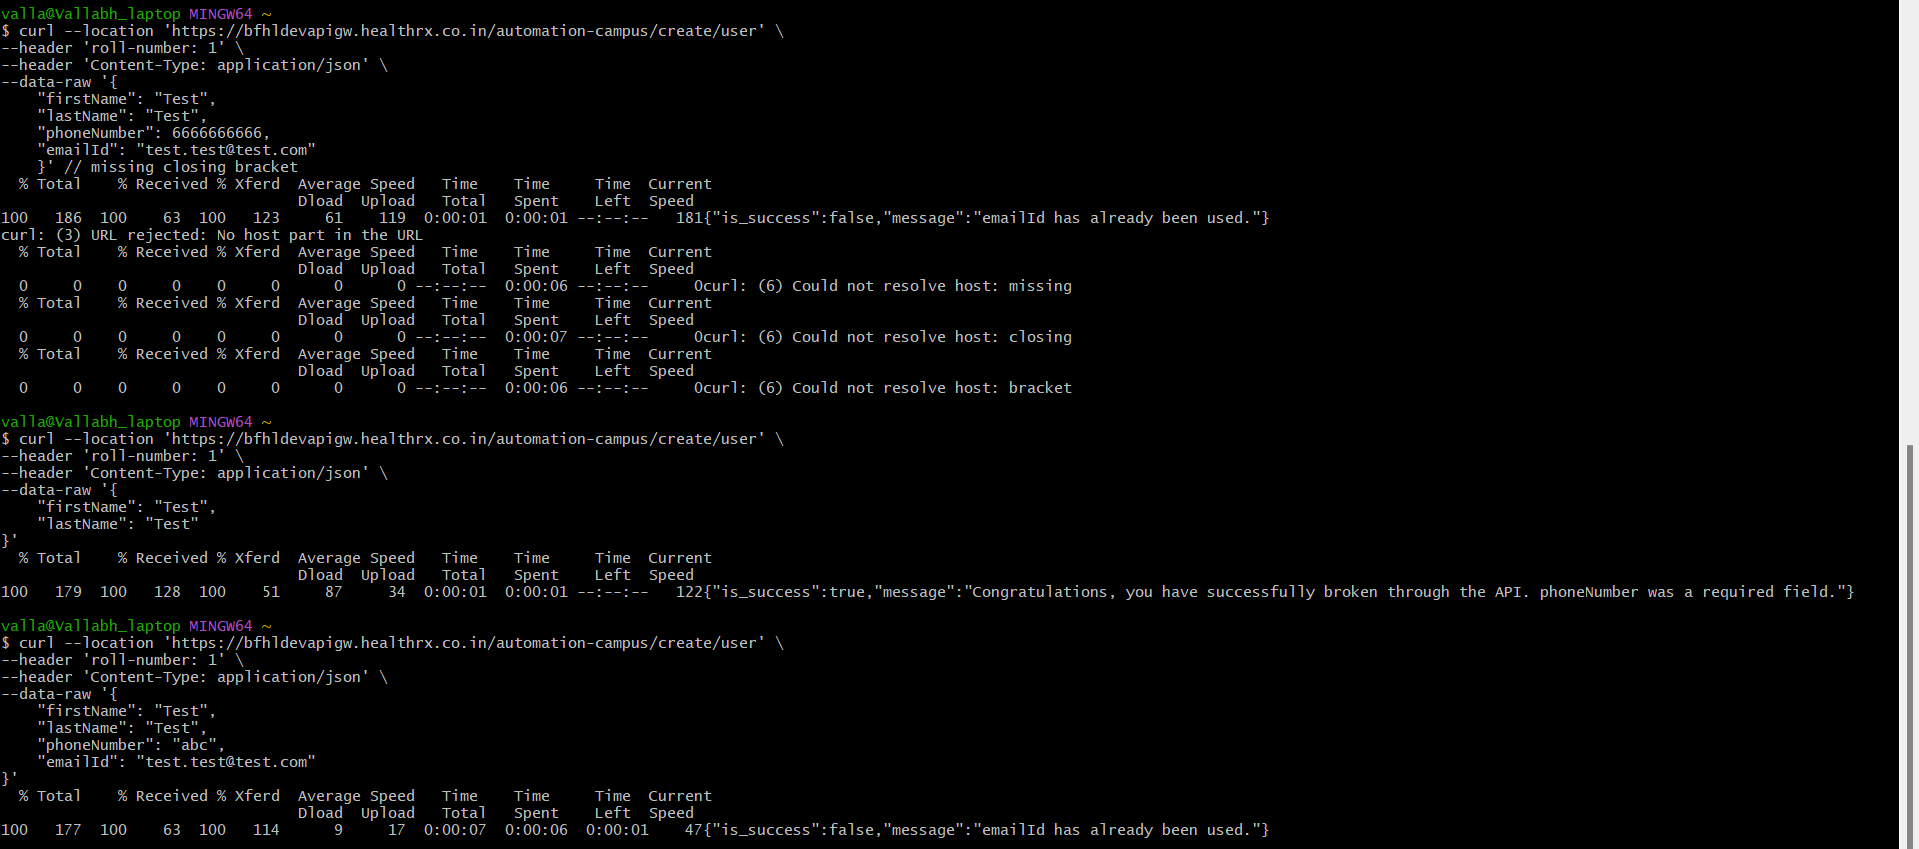 valla@Vallabh_laptop MINGW64 ~
$ curl --location 'https://bfhldevapigw.healthrx.co.in/automation-campus/create/user' \
--header 'roll-number: 1' \
--header 'Content-Type: application/json' \
--data-raw '{
    "firstName": "Test",
    "lastName": "Test",
    "phoneNumber": 6666666666,
    "emailId": "test.test@test.com"
    }' // missing closing bracket
  % Total    % Received % Xferd  Average Speed   Time    Time     Time  Current
                                 Dload  Upload   Total   Spent    Left  Speed
100   186  100    63  100   123     61    119  0:00:01  0:00:01 --:--:--   181{"is_success":false,"message":"emailId has already been used."}
curl: (3) URL rejected: No host part in the URL
  % Total    % Received % Xferd  Average Speed   Time    Time     Time  Current
                                 Dload  Upload   Total   Spent    Left  Speed
  0     0    0     0    0     0      0      0 --:--:--  0:00:06 --:--:--     0curl: (6) Could not resolve host: missing
  % Total    % Received % Xferd  Average Speed   Time    Time     Time  Current
                                 Dload  Upload   Total   Spent    Left  Speed
  0     0    0     0    0     0      0      0 --:--:--  0:00:07 --:--:--     0curl: (6) Could not resolve host: closing
  % Total    % Received % Xferd  Average Speed   Time    Time     Time  Current
                                 Dload  Upload   Total   Spent    Left  Speed
  0     0    0     0    0     0      0      0 --:--:--  0:00:06 --:--:--     0curl: (6) Could not resolve host: bracket
valla@Vallabh_laptop MINGW64 ~
$ curl --location 'https://bfhldevapigw.healthrx.co.in/automation-campus/create/user' \
--header 'roll-number: 1' \
--header 'Content-Type: application/json' \
--data-raw '{
    "firstName": "Test",
    "lastName": "Test"
}'
  % Total    % Received % Xferd  Average Speed   Time    Time     Time  Current
                                 Dload  Upload   Total   Spent    Left  Speed
100   179  100   128  100    51     87     34  0:00:01  0:00:01 --:--:--   122{"is_success":true,"message":"Congratulations, you have successfully broken through the API. phoneNumber was a required field."}
valla@Vallabh_laptop MINGW64 ~
$ curl --location 'https://bfhldevapigw.healthrx.co.in/automation-campus/create/user' \
--header 'roll-number: 1' \
--header 'Content-Type: application/json' \
--data-raw '{
    "firstName": "Test",
    "lastName": "Test",
    "phoneNumber": "abc",
    "emailId": "test.test@test.com"
}'
  % Total    % Received % Xferd  Average Speed   Time    Time     Time  Current
                                 Dload  Upload   Total   Spent    Left  Speed
100   177  100    63  100   114      9     17  0:00:07  0:00:06  0:00:01    47{"is_success":false,"message":"emailId has already been used."}